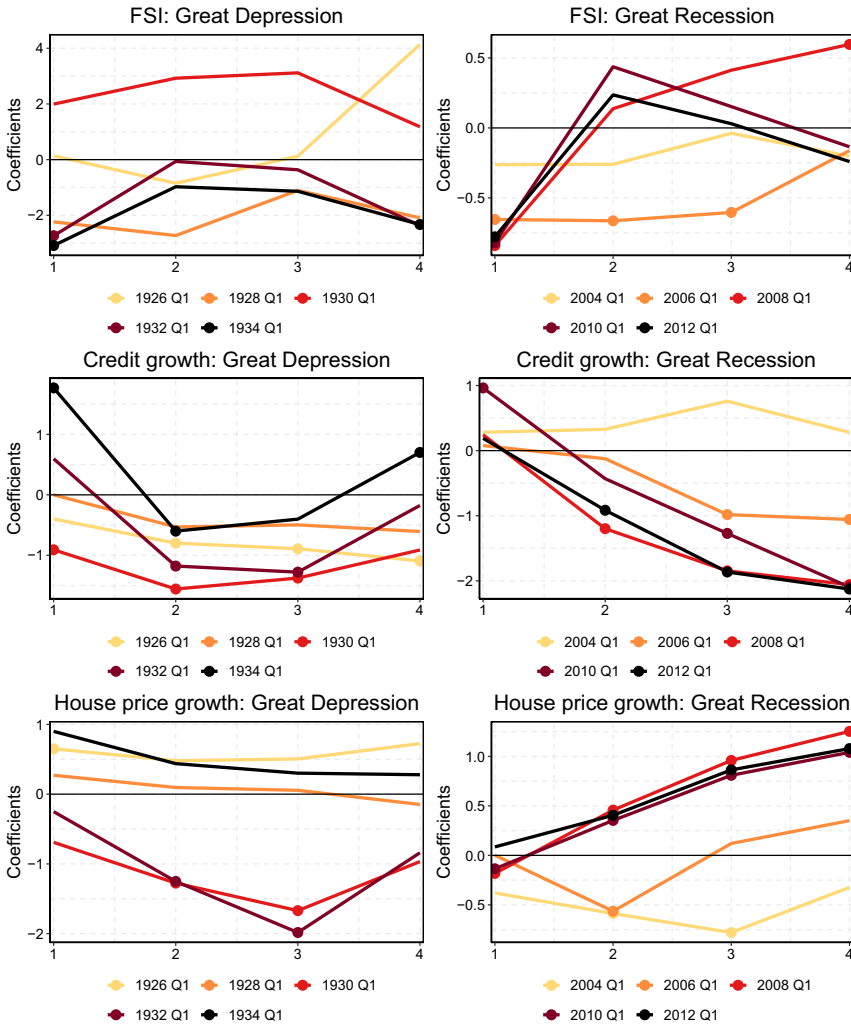 FSI: Great Depression
Coefficients
4
2
0
−2
1 2 3 4
1926 Q1 1928 Q1 1930 Q1
1932 Q1 1934 Q1
FSI: Great Recession
Coefficients
0.5
0.0
−0.5
1 2 3 4
2004 Q1 2006 Q1 2008 Q1
2010 Q1 2012 Q1
Credit growth: Great Depression
Coefficients
1
0
−1
1 2 3 4
1926 Q1 1928 Q1 1930 Q1
1932 Q1 1934 Q1
Credit growth: Great Recession
Coefficients
1
0
−1
−2
1 2 3 4
2004 Q1 2006 Q1 2008 Q1
2010 Q1 2012 Q1
House price growth: Great Depression
Coefficients
1
0
−1
−2
1 2 3 4
1926 Q1 1928 Q1 1930 Q1
1932 Q1 1934 Q1
House price growth: Great Recession
Coefficients
1.0
0.5
0.0
−0.5
1 2 3 4
2004 Q1 2006 Q1 2008 Q1
2010 Q1 2012 Q1